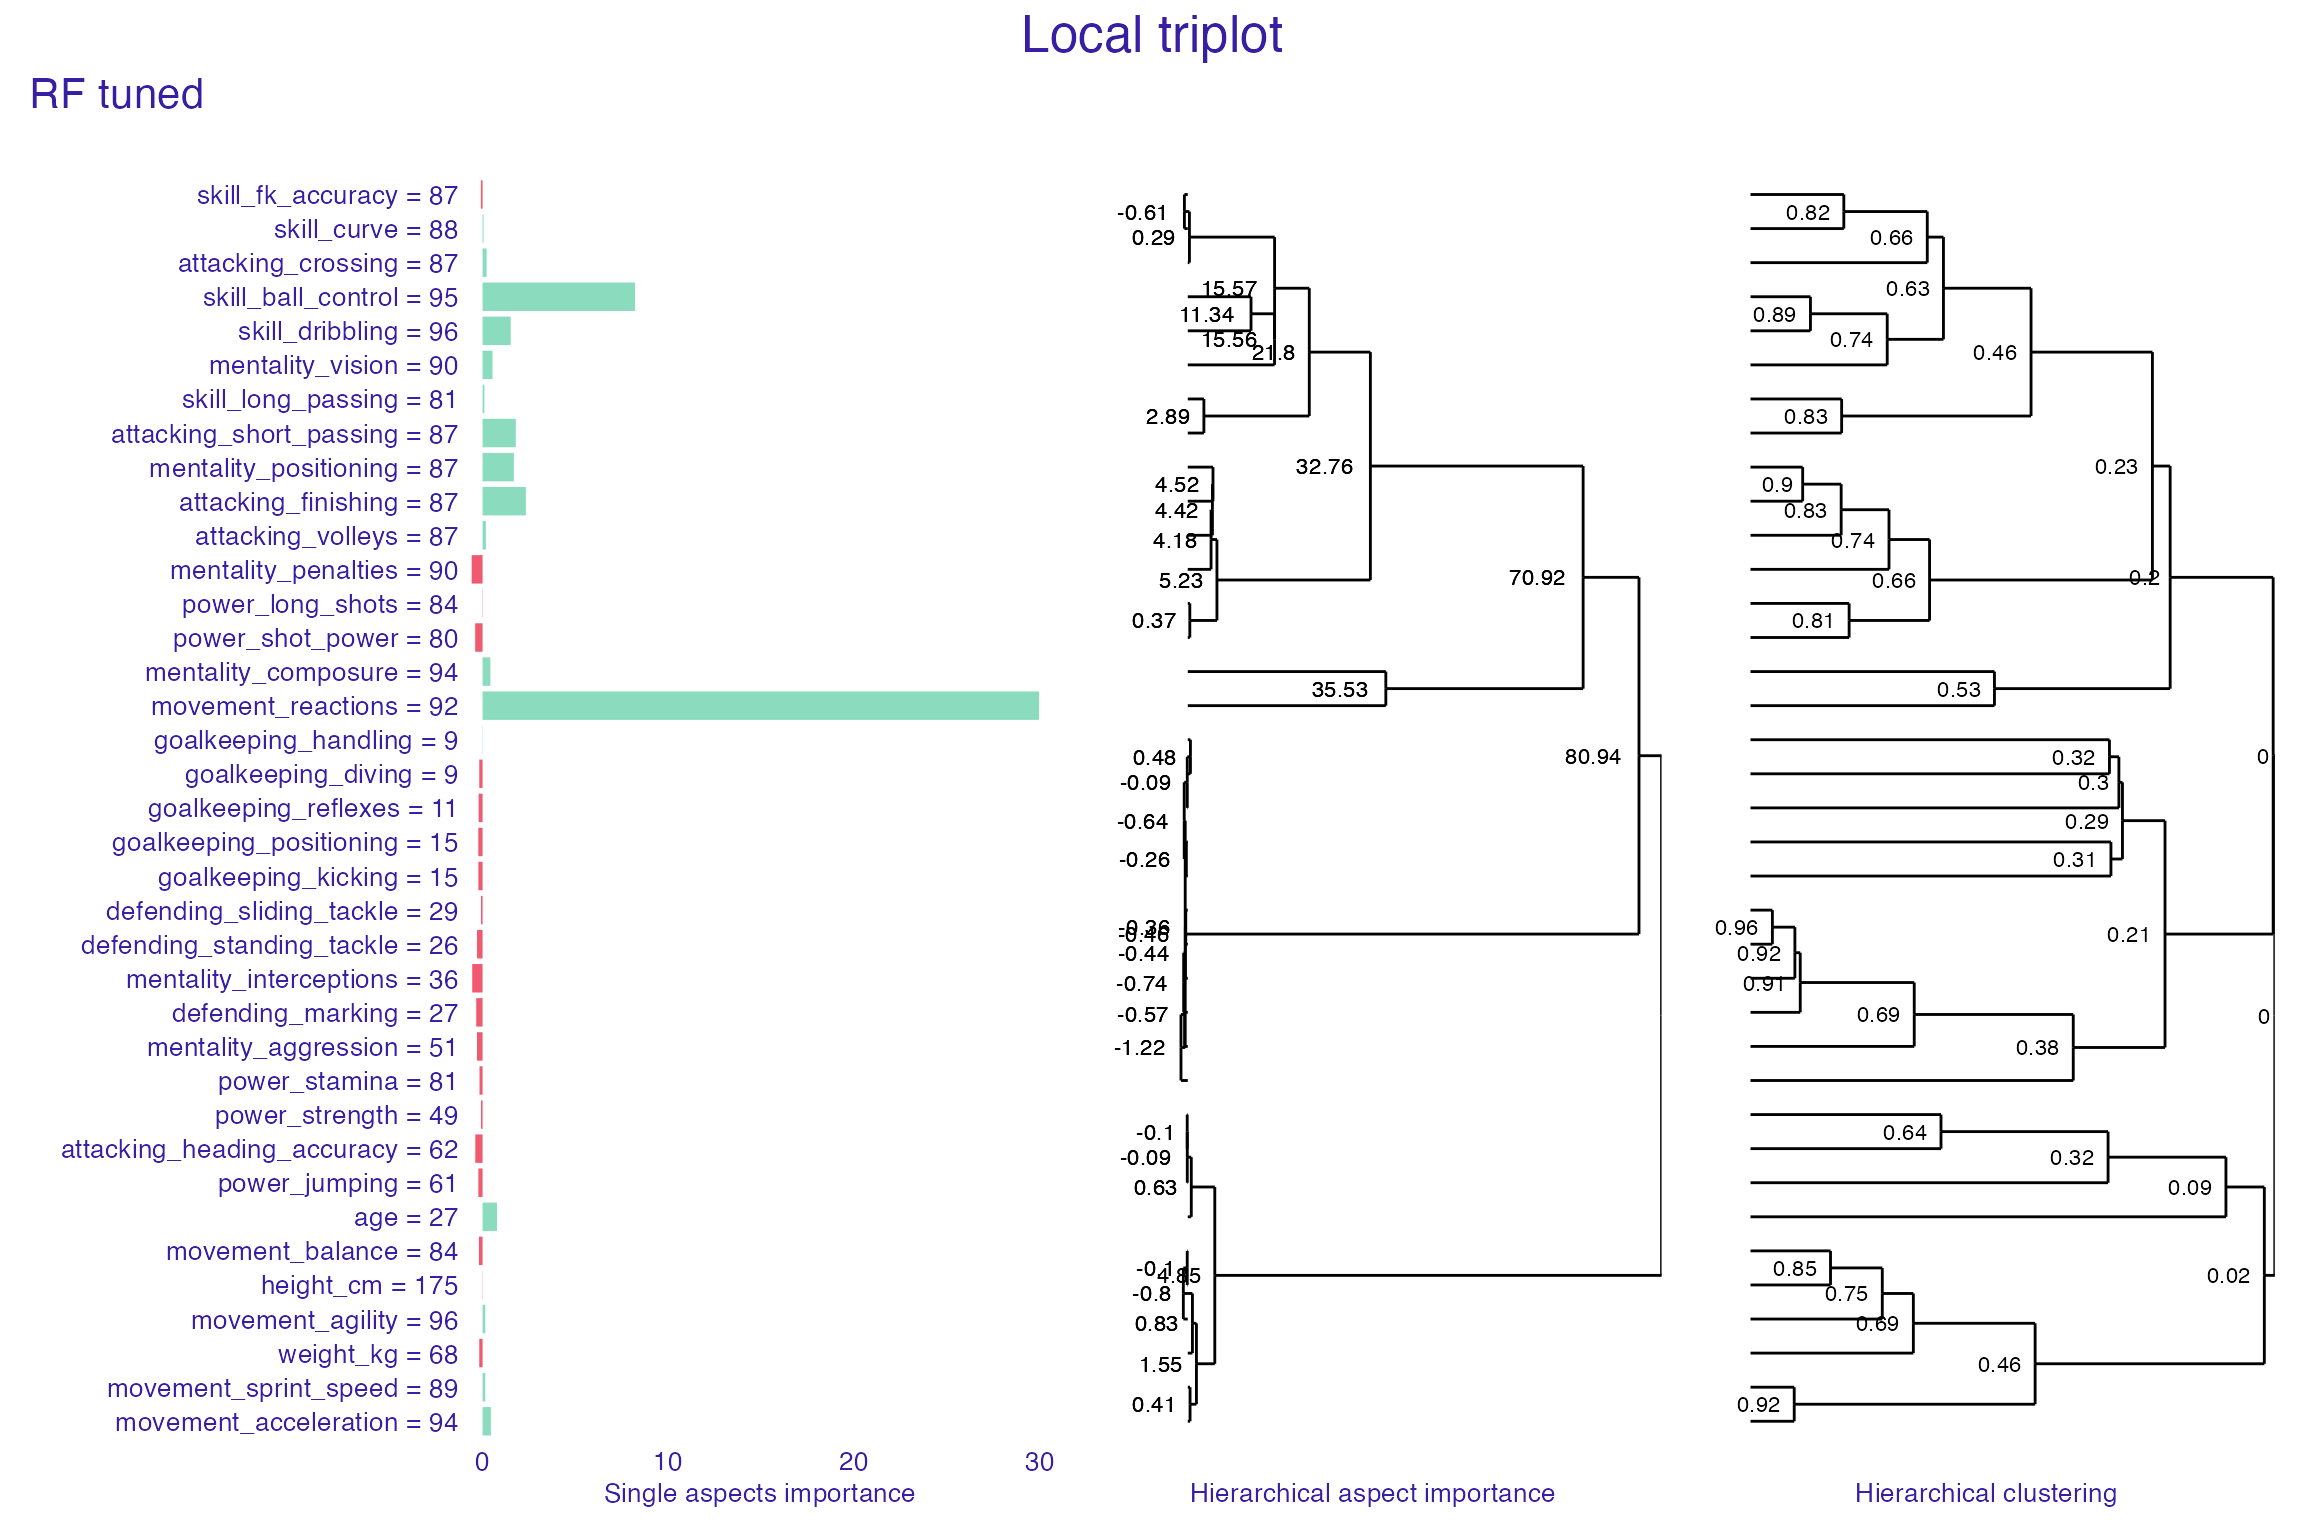 Local triplot
RF tuned
skill_fk_accuracy = 87
skill_curve = 88
attacking_crossing = 87
skill_ball_control = 95
skill_dribbling = 96
mentality_vision = 90
skill_long_passing = 81
attacking_short_passing = 87
mentality_positioning = 87
attacking_finishing = 87
attacking_volleys = 87
mentality_penalties = 90
power_long_shots = 84
power_shot_power = 80
mentality_composure = 94
movement_reactions = 92
goalkeeping_handling = 9
goalkeeping_diving = 9
goalkeeping_reflexes = 11
goalkeeping_positioning = 15
goalkeeping_kicking = 15
defending_sliding_tackle = 29
defending_standing_tackle = 26
mentality_interceptions = 36
defending_marking = 27
mentality_aggression = 51
power_stamina = 81
power_strength = 49
attacking_heading_accuracy = 62
power_jumping = 61
age = 27
movement_balance = 84
height_cm = 175
movement_agility = 96
weight_kg = 68
movement_sprint_speed = 89
movement_acceleration = 94
0 10 20 30
Single aspects importance
-0.61
0.29
15.57
11.34
15.56
21.8
2.89
32.76
4.52
4.42
4.18
5.23
70.92
0.37
35.53
0.48
80.94
-0.09
-0.64
-0.26
-0.36
-0.46
-0.44
-0.74
-0.57
-1.22
-0.1
-0.09
0.63
-0.1
4.85
-0.8
0.83
1.55
0.41
Hierarchical aspect importance
0.82
0.66
0.63
0.89
0.74
0.46
0.83
0.23
0.9
0.83
0.74
0.66
0.2
0.81
0.53
0.32
0
0.3
0.29
0.31
0.96
0.21
0.92
0.91
0.69
0
0.38
0.64
0.32
0.09
0.85
0.02
0.75
0.69
0.46
0.92
Hierarchical clustering